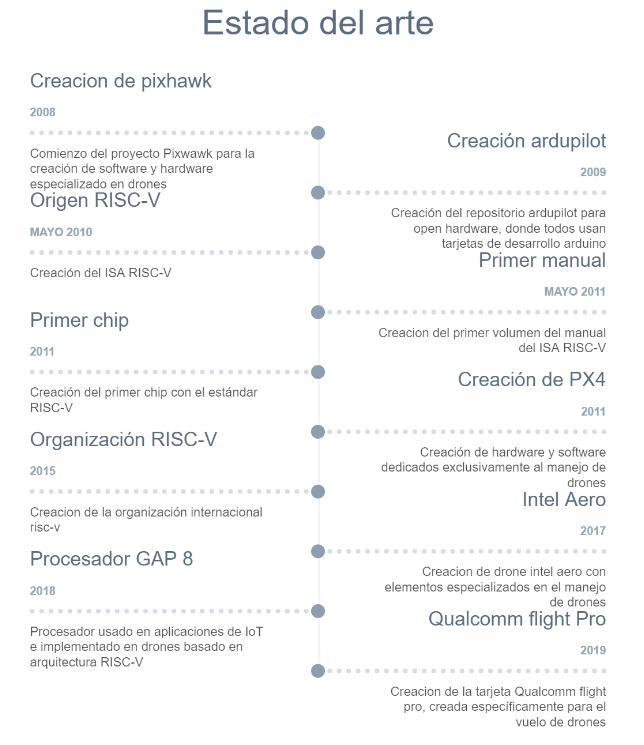 Estado del arte
Creacion de pixhawk
2008
Comienzo del proyecto Pixwawk para la
creación de software y hardware
especializado en drones
Creación ardupilot
2009
Creación del repositorio ardupilot para
open hardware, donde todos usan
tarjetas de desarrollo arduino
Origen RISC-V
MAYO 2010
Creación del ISA RISC-V
Primer manual
MAYO 2011
Creacion del primer volumen del manual
del ISA RISC-V
Primer chip
2011
Creación del primer chip con el estándar
RISC-V
Creación de PX4
2011
Creación de hardware y software
dedicados exclusivamente al manejo de
drones
Organización RISC-V
2015
Creacion de la organización internacional
risc-v
Intel Aero
2017
Creacion de drone intel aero con
elementos especializados en el manejo
de drones
Procesador GAP 8
2018
Procesador usado en aplicaciones de IoT
e implementado en drones basado en
arquitectura RISC-V
Qualcomm flight Pro
2019
Creacion de la tarjeta Qualcomm flight
pro, creada específicamente para el
vuelo de drones